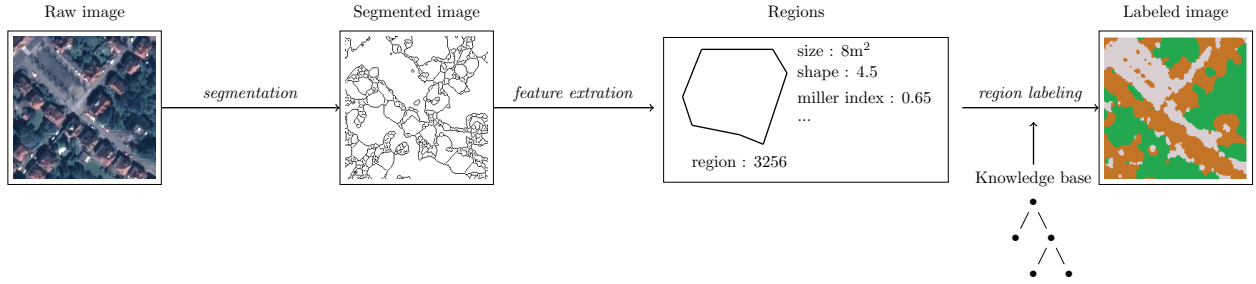 Raw image
segmentation
Segmented image
feature extration
Regions
size : 8m²
shape : 4.5
miller index : 0.65
...
region : 3256
region labeling
Knowledge base
Labeled image